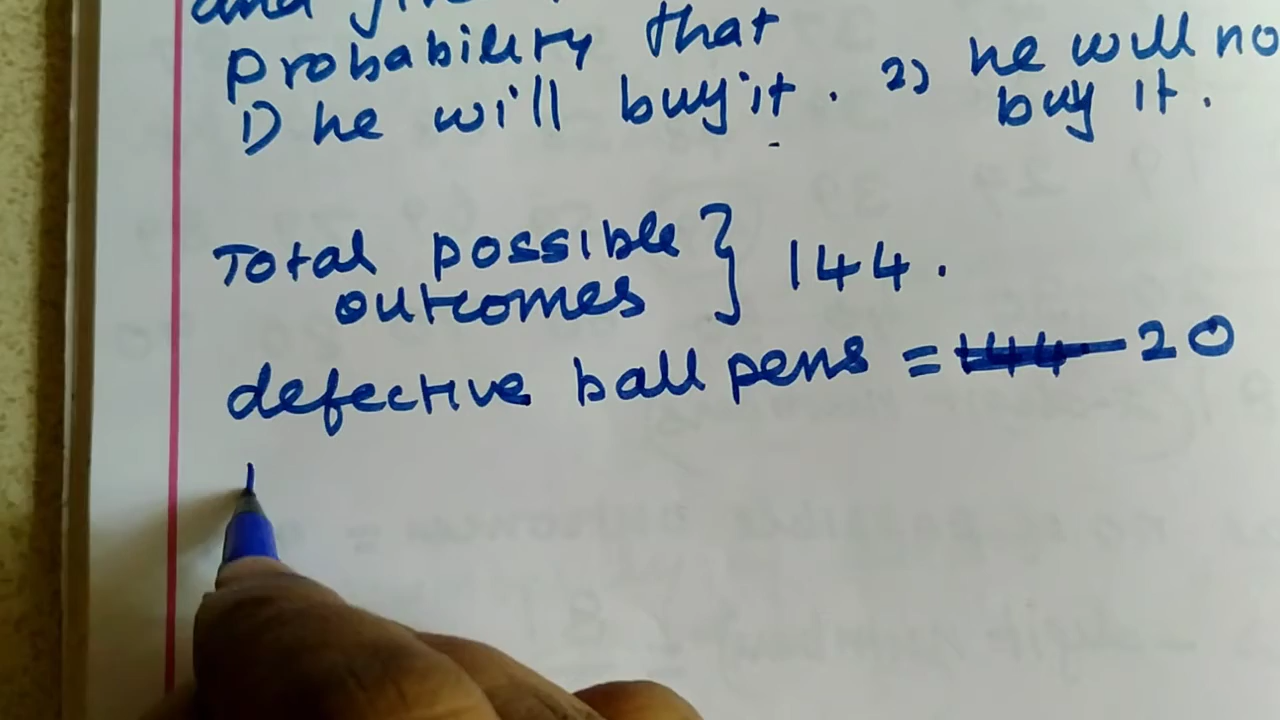 and
probability that
1) he will buy it. 2) he will no
buy it.
Total possible } 144.
outcomes
defective ball pens = 144 20